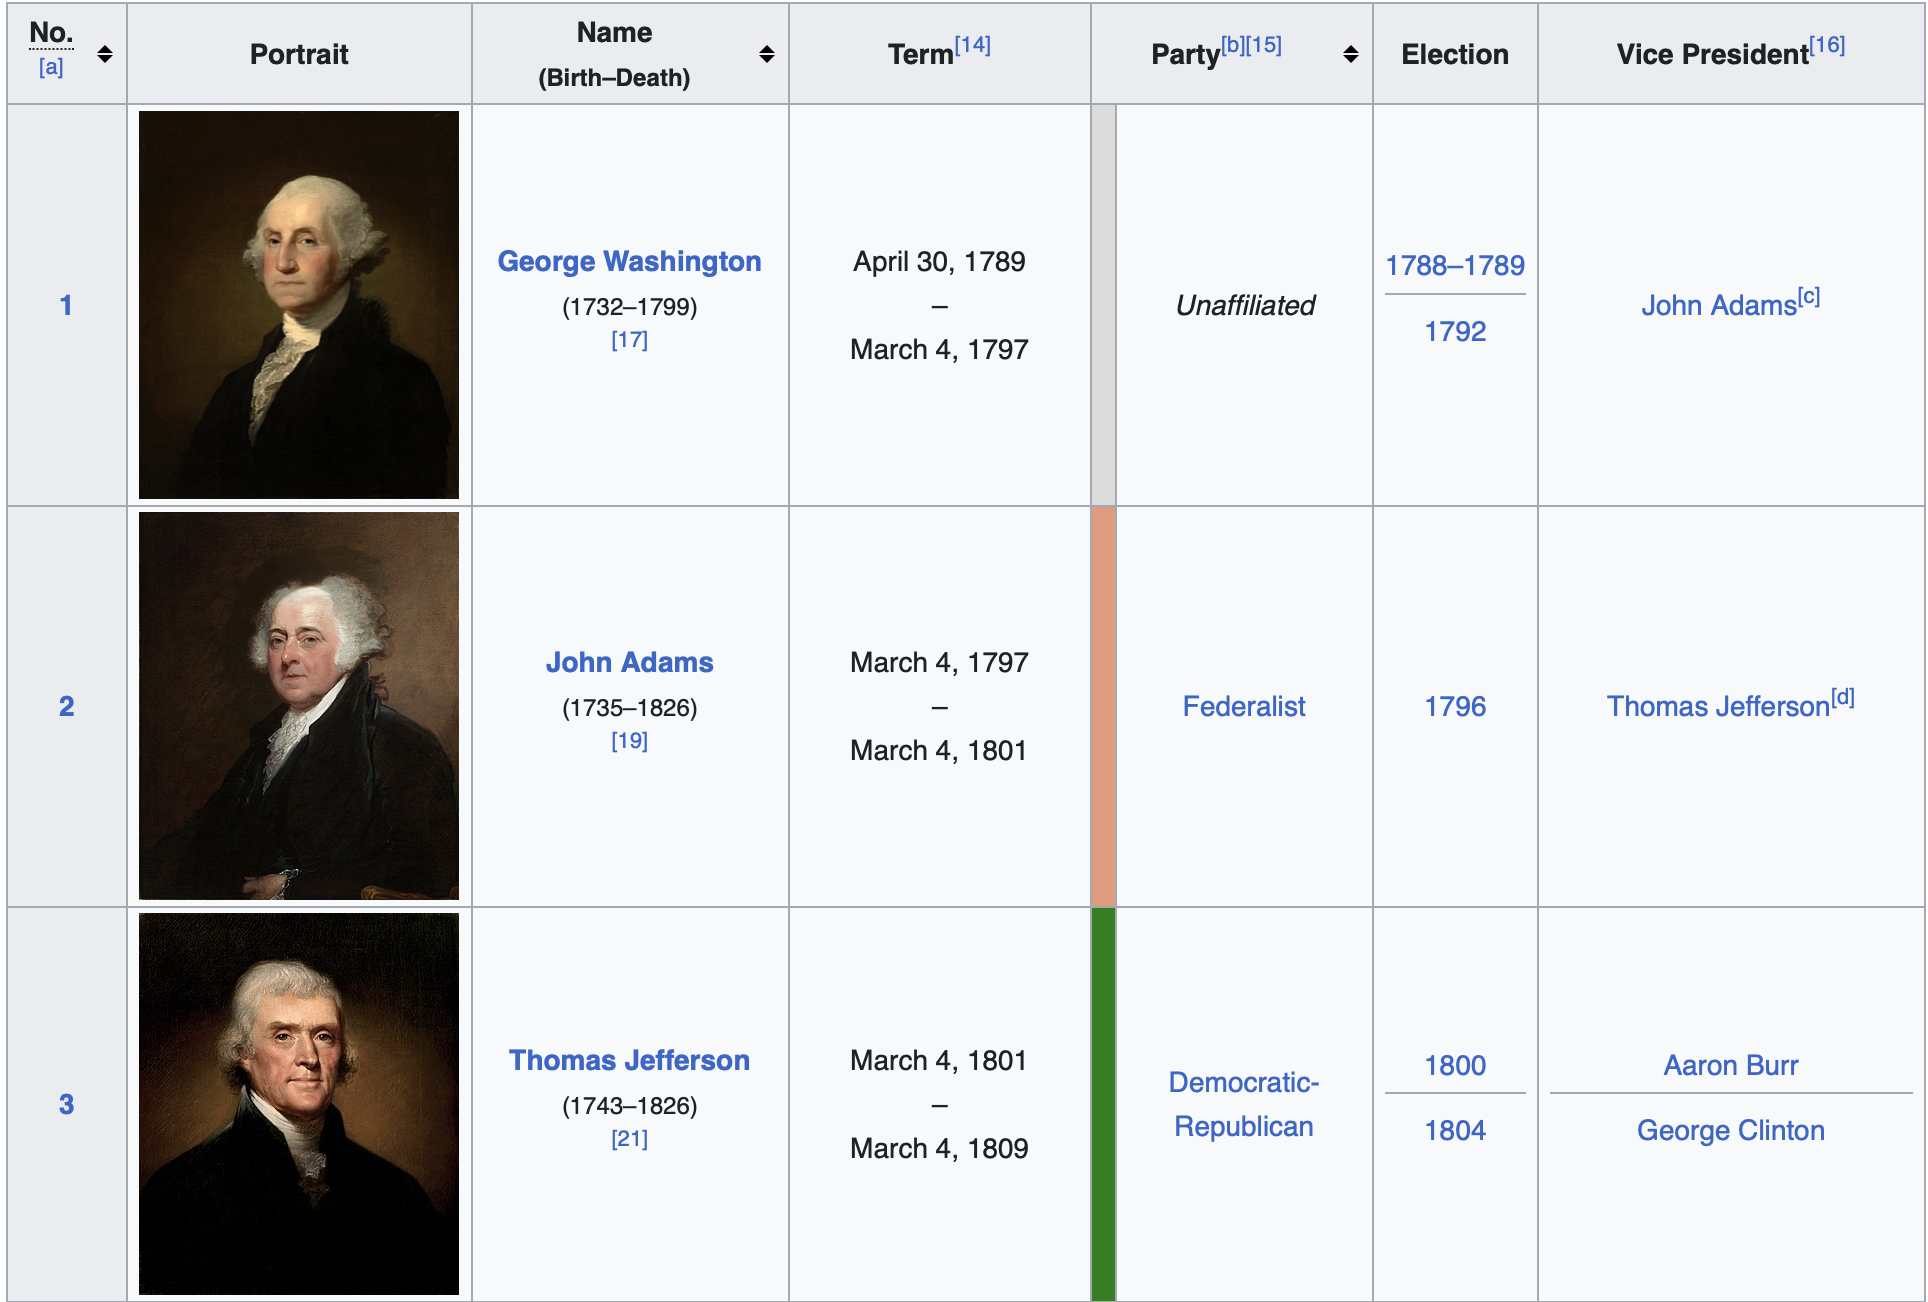 No.
[a]
Portrait
Name
(Birth–Death)
Term[14]
Party[b][15]
Election
Vice President[16]
1
George Washington
(1732–1799)
[17]
April 30, 1789
–
March 4, 1797
Unaffiliated
1788–1789
1792
John Adams[c]
2
John Adams
(1735–1826)
[19]
March 4, 1797
–
March 4, 1801
Federalist
1796
Thomas Jefferson[d]
3
Thomas Jefferson
(1743–1826)
[21]
March 4, 1801
–
March 4, 1809
Democratic-
Republican
1800
1804
Aaron Burr
George Clinton